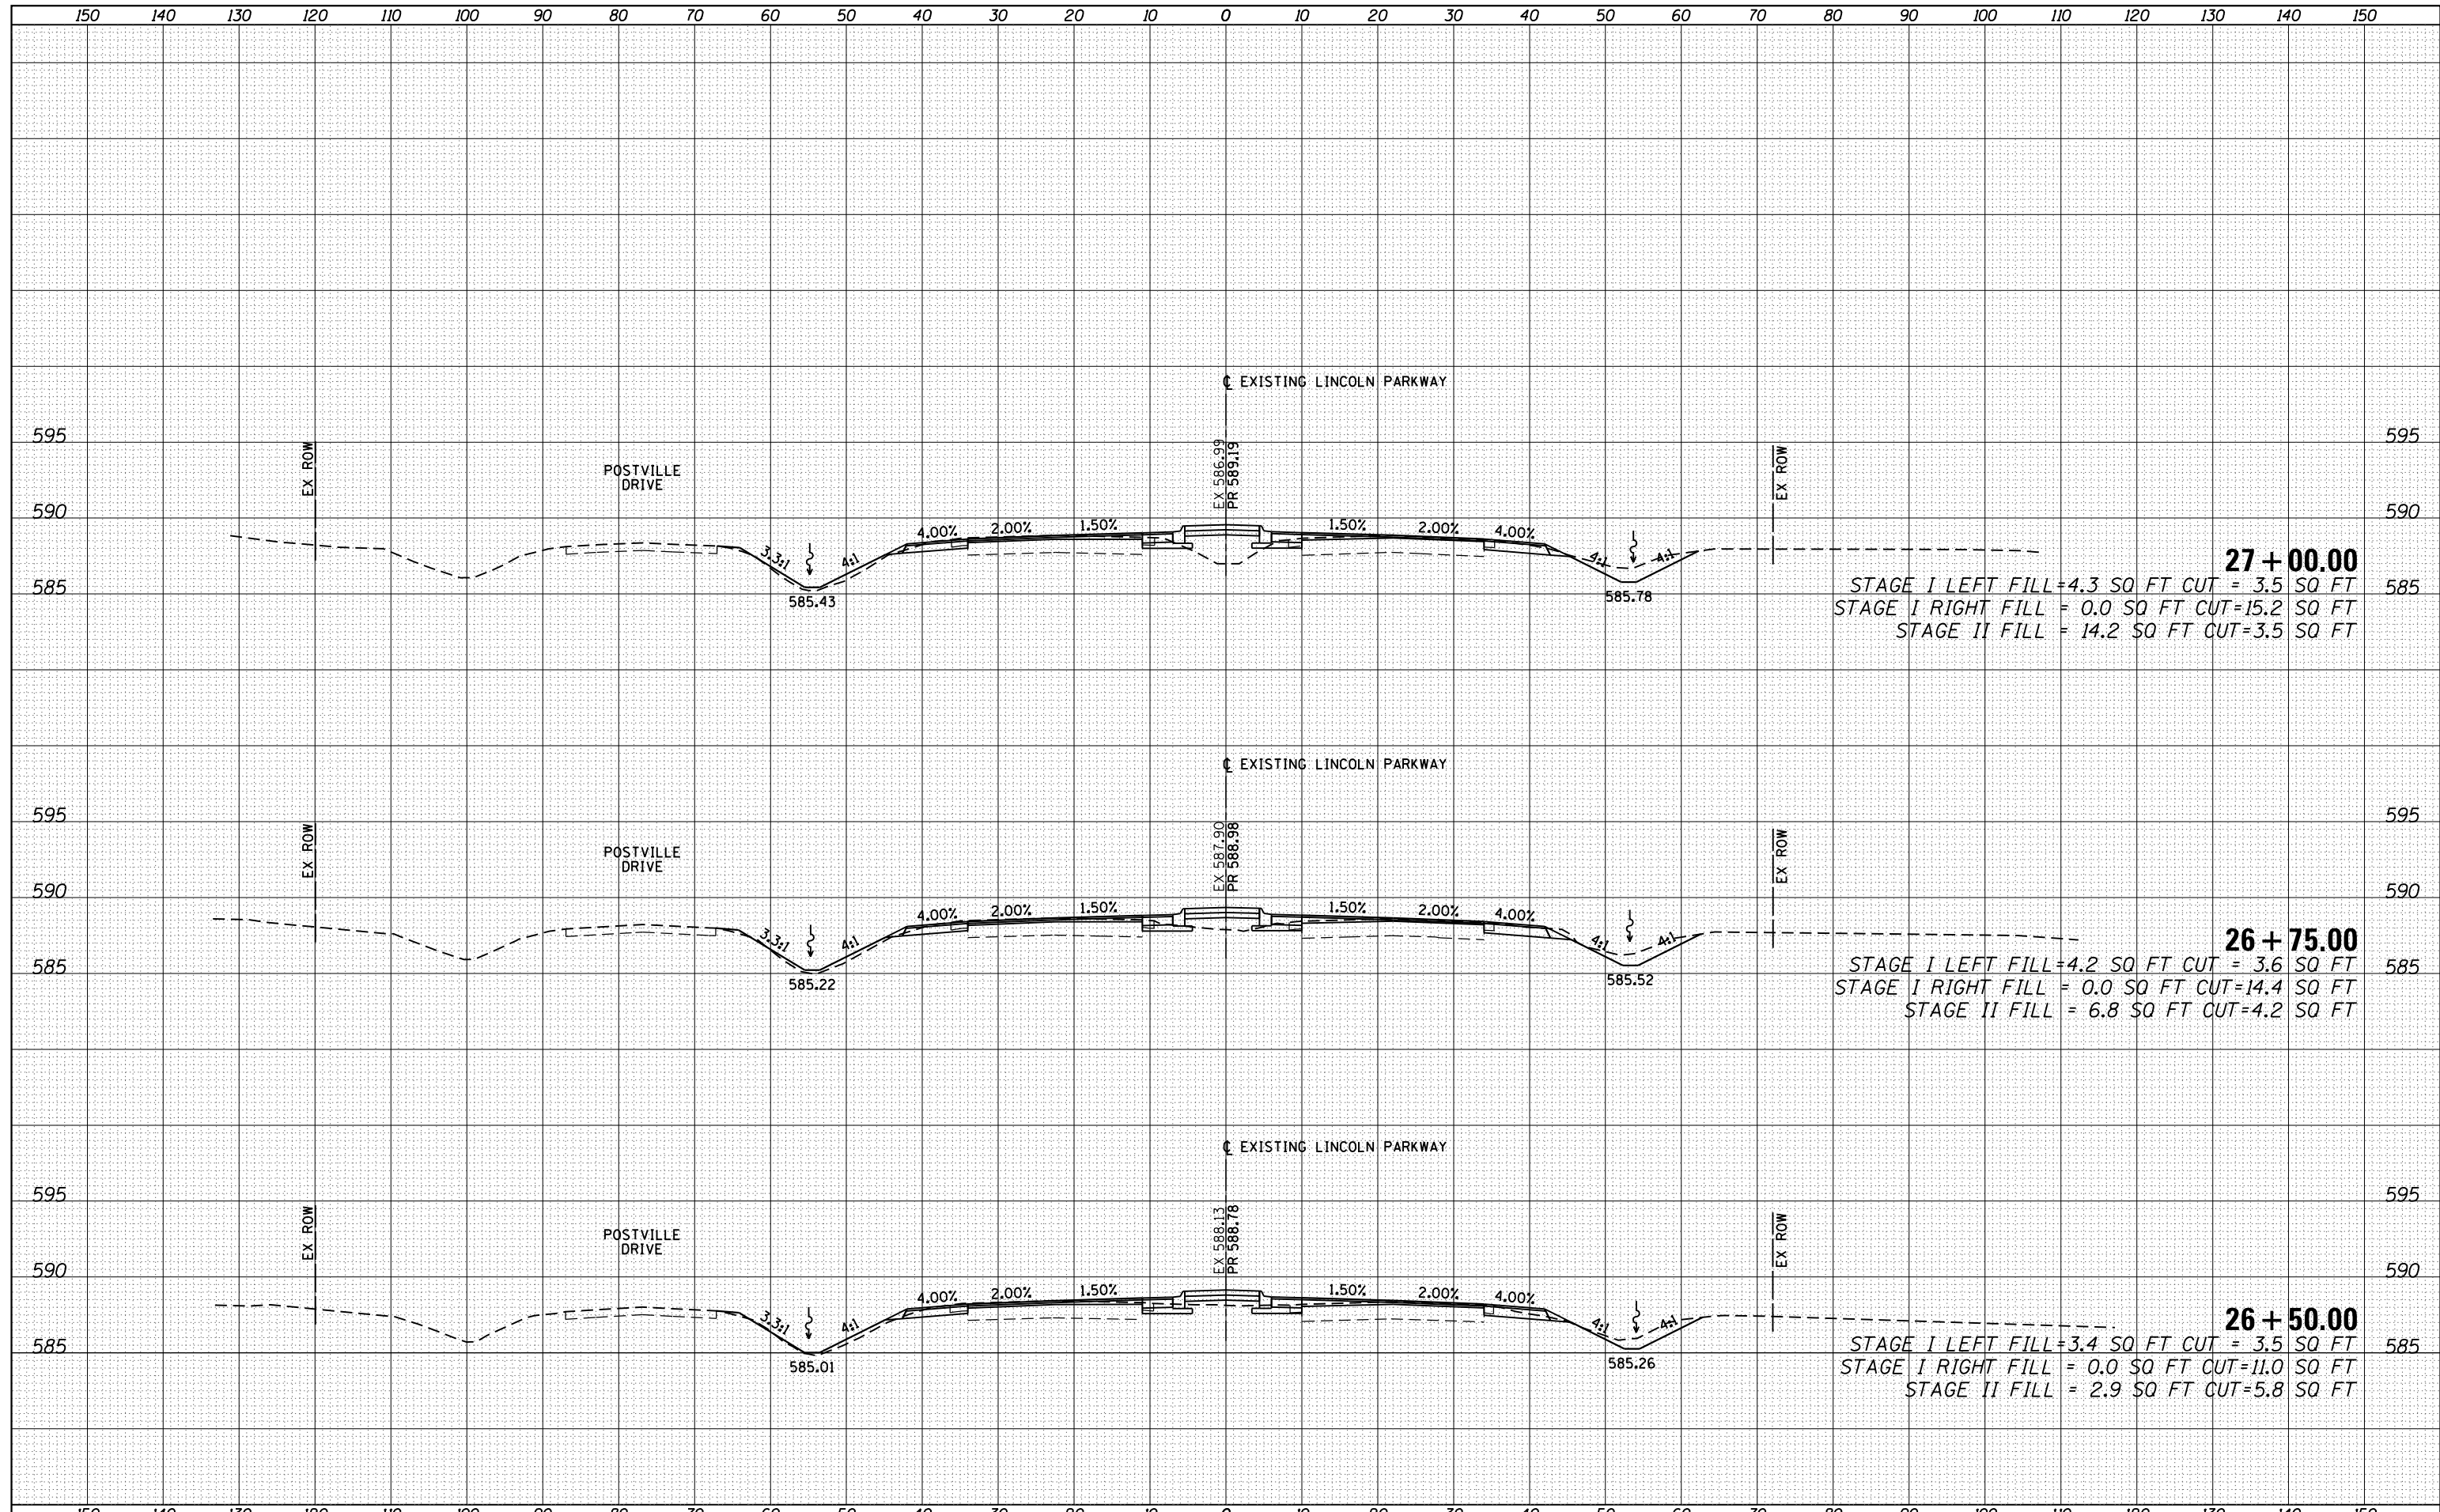 150 140 130 120 110 100 90 80 70 60 50 40 30 20 10 0 10 20 30 40 50 60 70 80 90 100 110 120 130 140 150
℄ EXISTING LINCOLN PARKWAY
595 595
EX ROW
POSTVILLE
DRIVE
EX 586.99
PR 589.19
EX ROW
590 590
3.3:1 4:1 4.00% 2.00% 1.50% 1.50% 2.00% 4.00% 4:1 4:1
27+00.00
585 585
585.43 585.78
STAGE I LEFT FILL=4.3 SQ FT CUT = 3.5 SQ FT
STAGE I RIGHT FILL = 0.0 SQ FT CUT=15.2 SQ FT
STAGE II FILL = 14.2 SQ FT CUT=3.5 SQ FT
℄ EXISTING LINCOLN PARKWAY
595 595
EX ROW
POSTVILLE
DRIVE
EX 587.90
PR 588.98
EX ROW
590 590
3.3:1 4:1 4.00% 2.00% 1.50% 1.50% 2.00% 4.00% 4:1 4:1
26+75.00
585 585
585.22 585.52
STAGE I LEFT FILL=4.2 SQ FT CUT = 3.6 SQ FT
STAGE I RIGHT FILL = 0.0 SQ FT CUT=14.4 SQ FT
STAGE II FILL = 6.8 SQ FT CUT=4.2 SQ FT
℄ EXISTING LINCOLN PARKWAY
595 595
EX ROW
POSTVILLE
DRIVE
EX 588.13
PR 588.78
EX ROW
590 590
3.3:1 4:1 4.00% 2.00% 1.50% 1.50% 2.00% 4.00% 4:1 4:1
26+50.00
585 585
585.01 585.26
STAGE I LEFT FILL=3.4 SQ FT CUT = 3.5 SQ FT
STAGE I RIGHT FILL = 0.0 SQ FT CUT=11.0 SQ FT
STAGE II FILL = 2.9 SQ FT CUT=5.8 SQ FT